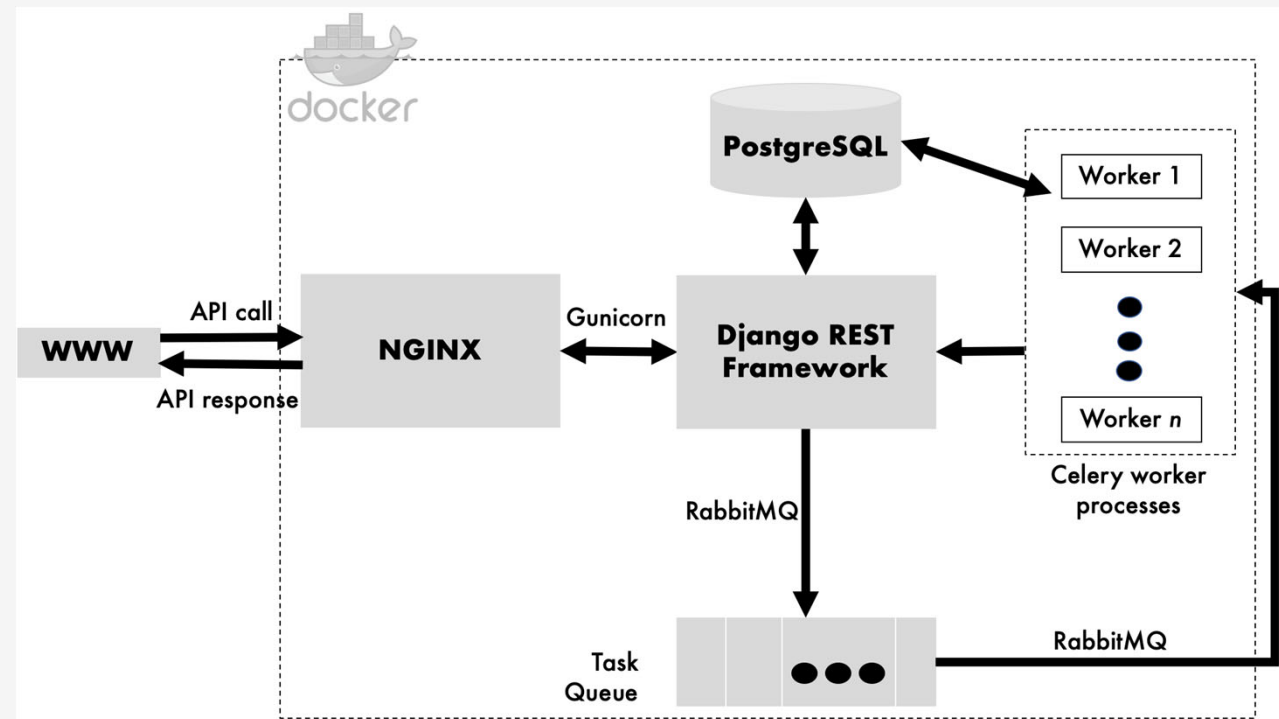 docker
PostgreSQL
Worker 1
Worker 2
Worker n
Celery worker
processes
API call
WWW
API response
NGINX
Gunicorn
Django REST
Framework
RabbitMQ
Task
Queue
RabbitMQ